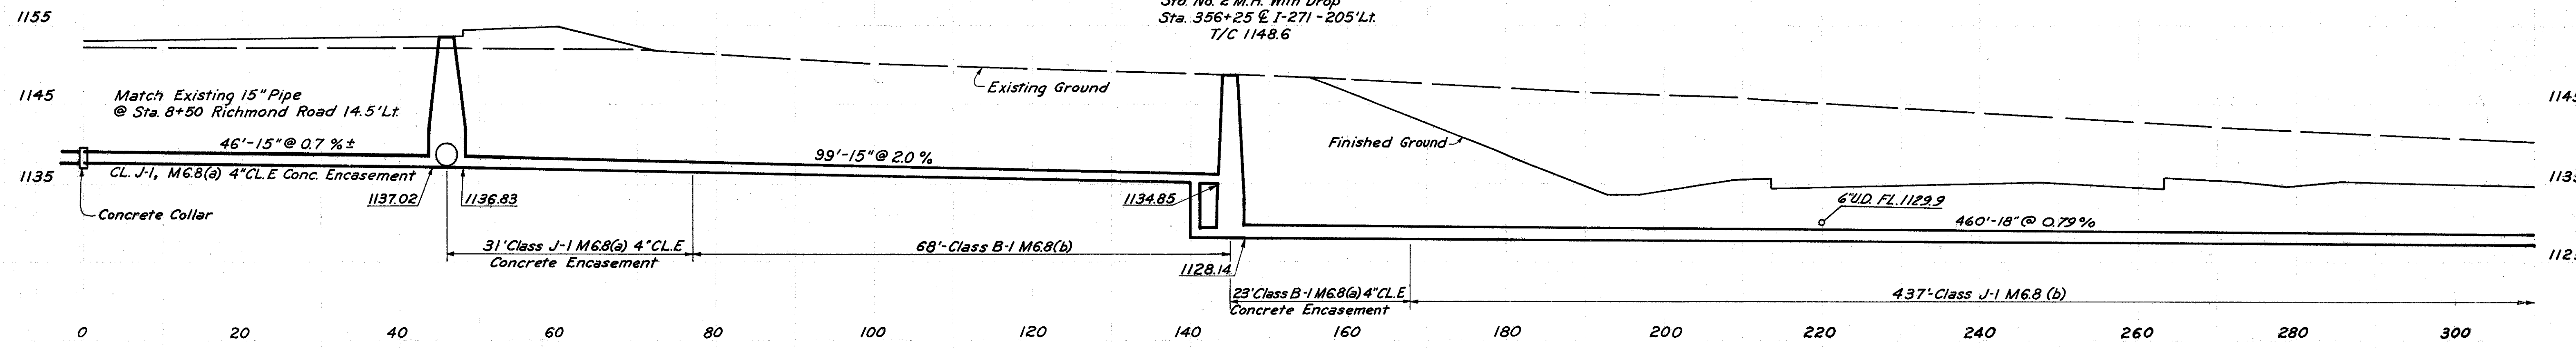 Std. No. 2 M.H. With Drop
Sta. 356+25 ℄ I-271-205'Lt.
T/C 1148.6
1155
1145
1135
Match Existing 15" Pipe
@ Sta. 8+50 Richmond Road 14.5' Lt.
46'-15" @ 0.7 % ±
CL. J-1, M6.8(a) 4"CL.E Conc. Encasement
Concrete Collar
1137.02
1136.83
Existing Ground
99'-15" @ 2.0 %
1134.85
31' Class J-1 M6.8(a) 4"CL.E
Concrete Encasement
68'-Class B-1 M6.8(b)
1128.14
Finished Ground
6"U.D. FL.1129.9
460'-18" @ 0.79%
23' Class B-1 M6.8(a) 4"CL.E
Concrete Encasement
437'-Class J-1 M6.8 (b)
0 20 40 60 80 100 120 140 160 180 200 220 240 260 280 300